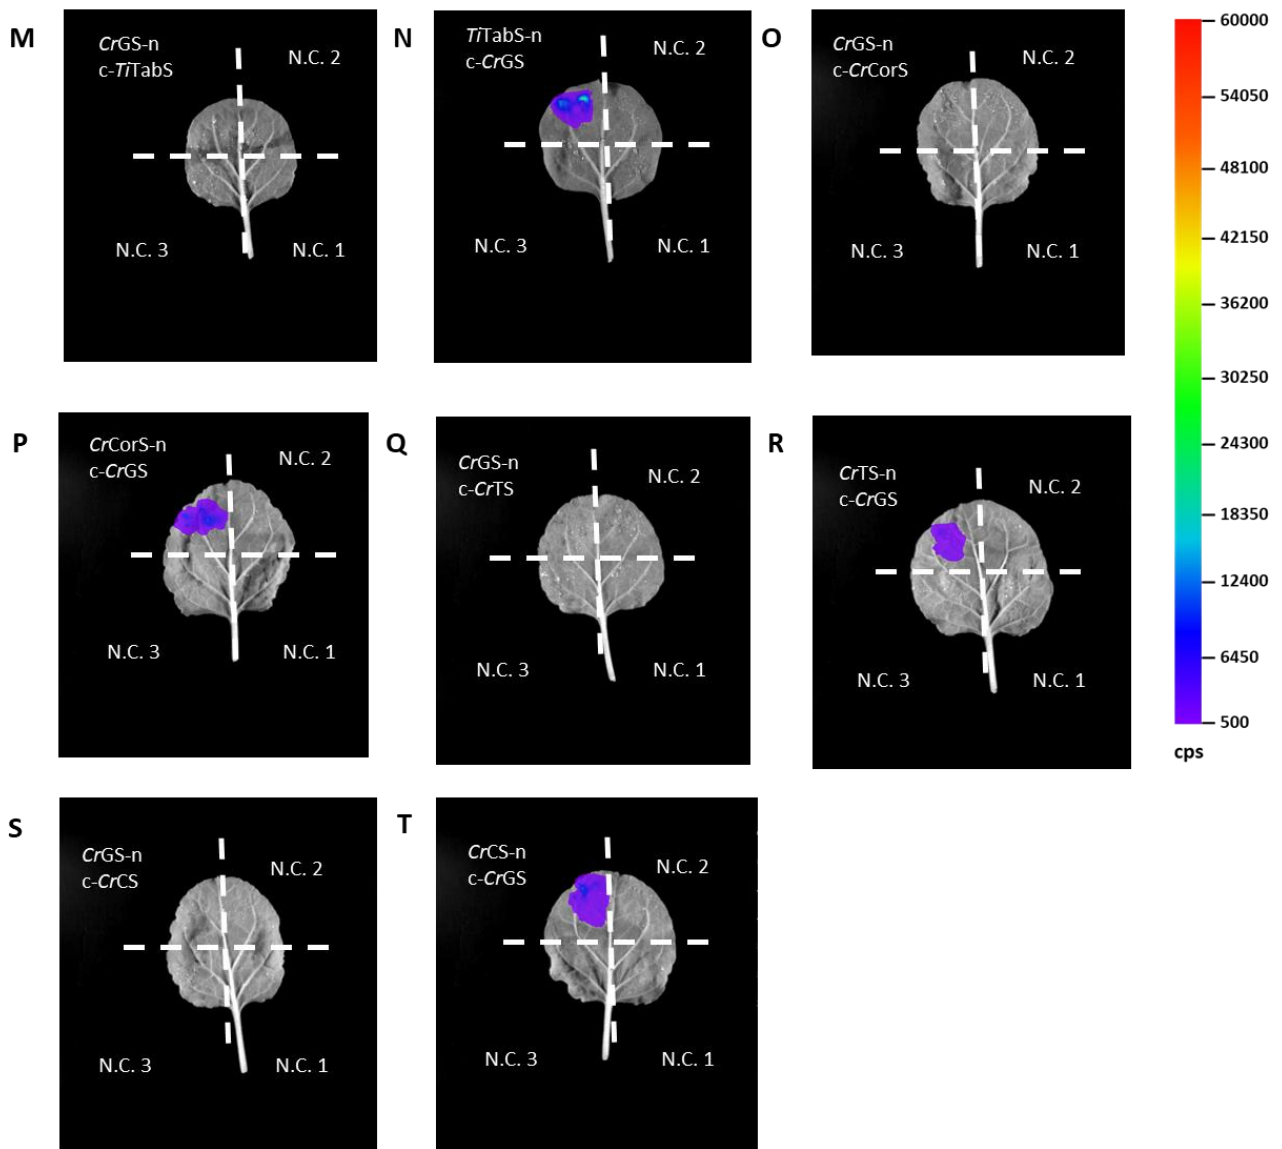 M
CrGS-n
c-TiTabS
N.C. 2
N.C. 3
N.C. 1
N
TiTabS-n
c-CrGS
N.C. 2
N.C. 3
N.C. 1
O
CrGS-n
c-CrCorS
N.C. 2
N.C. 3
N.C. 1
P
CrCorS-n
c-CrGS
N.C. 2
N.C. 3
N.C. 1
Q
CrGS-n
c-CrTS
N.C. 2
N.C. 3
N.C. 1
R
CrTS-n
c-CrGS
N.C. 2
N.C. 3
N.C. 1
S
CrGS-n
c-CrCS
N.C. 2
N.C. 3
N.C. 1
T
CrCS-n
c-CrGS
N.C. 2
N.C. 3
N.C. 1
60000
54050
48100
42150
36200
30250
24300
18350
12400
6450
500
cps